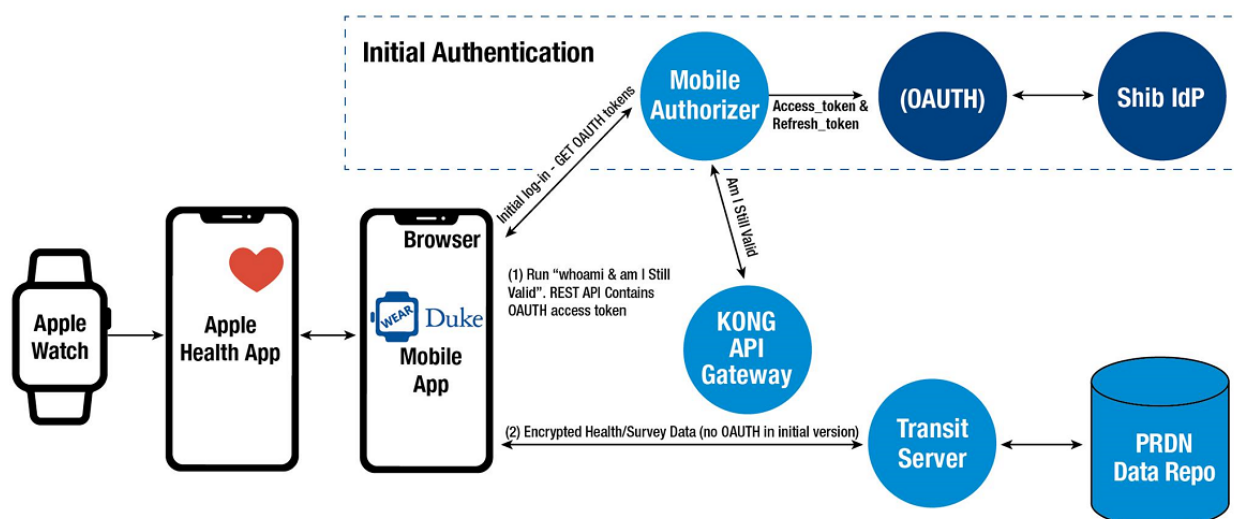 Initial Authentication
Mobile
Authorizer
Access_token &
Refresh_token
(OAUTH)
Shib IdP
Initial log-in - GET OAUTH tokens
Am I Still Valid
Apple
Watch
Apple
Health App
Browser
WEAR Duke
Mobile
App
(1) Run “whoami & am I Still
Valid”. REST API Contains
OAUTH access token
KONG
API
Gateway
(2) Encrypted Health/Survey Data (no OAUTH in initial version)
Transit
Server
PRDN
Data Repo